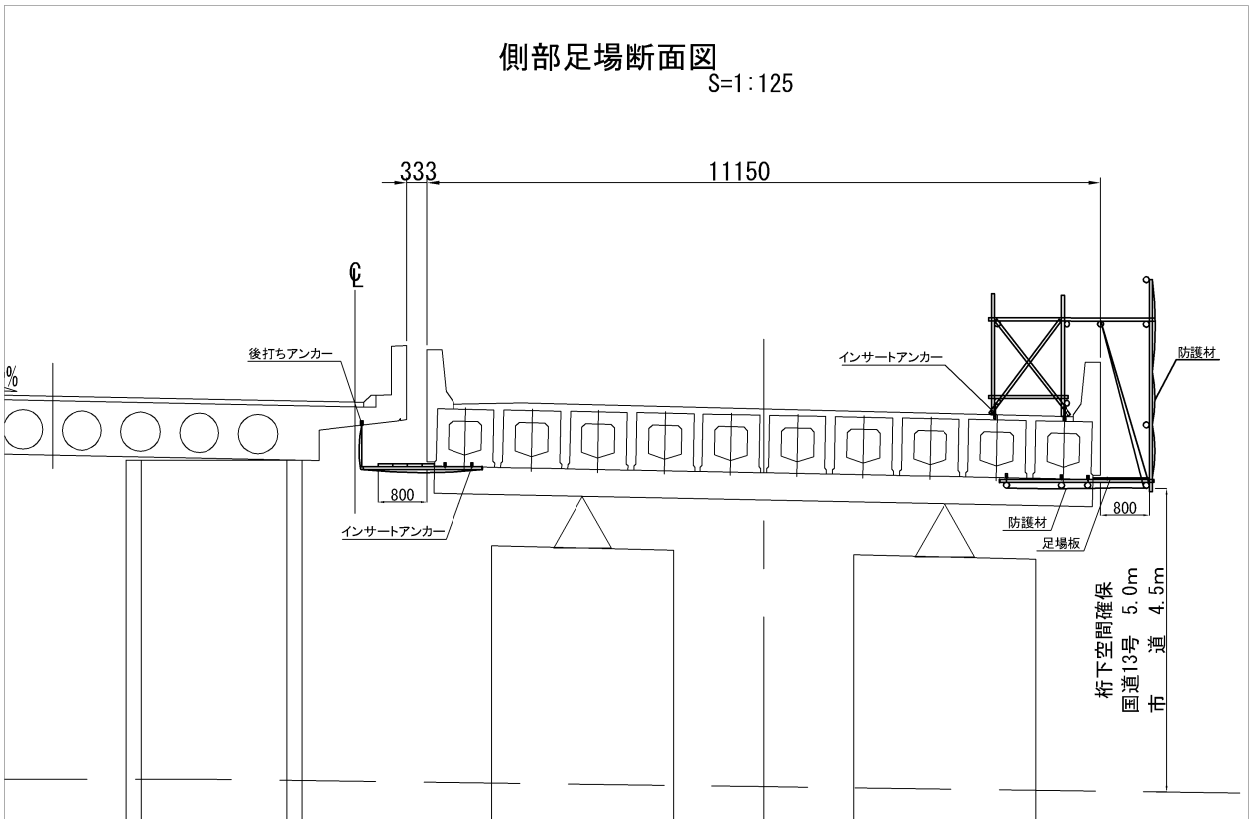 側部足場断面図
S=1:125
333
11150
℄
後打ちアンカー
インサートアンカー
防護材
%
800
インサートアンカー
800
防護材
足場板
桁下空間確保
国道13号 5.0m
市 道 4.5m